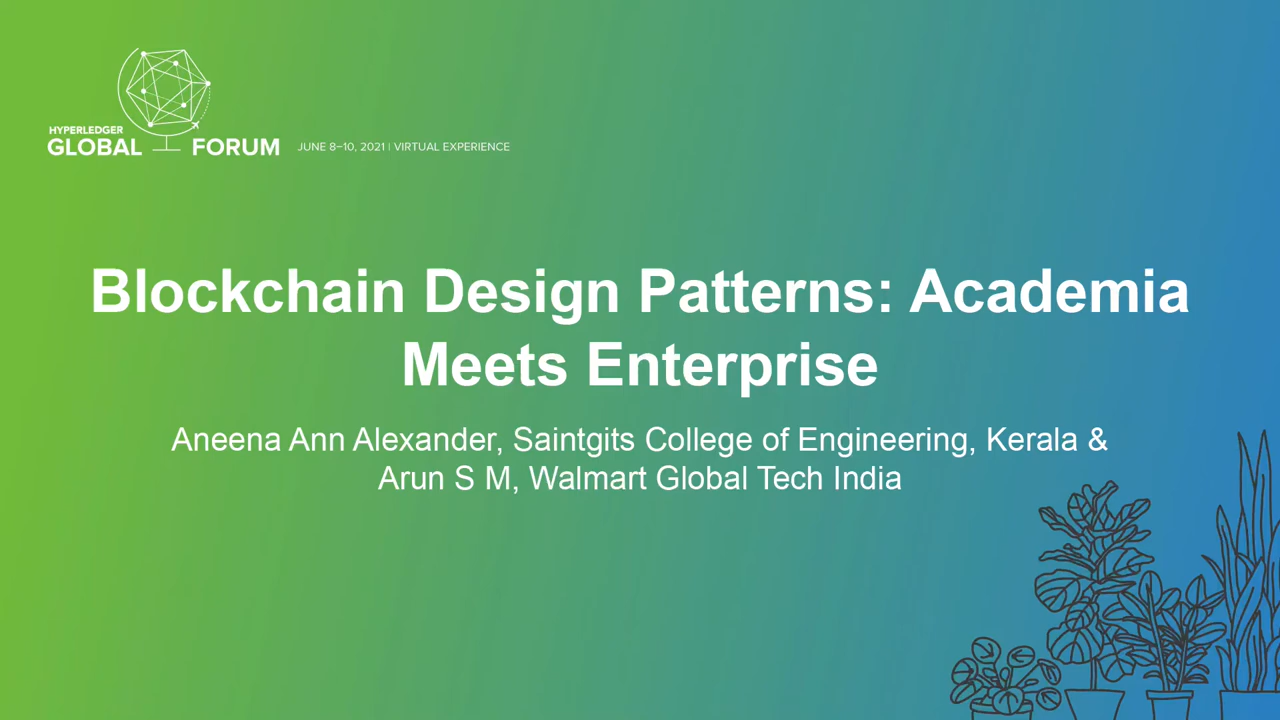 HYPERLEDGER
GLOBAL FORUM JUNE 8–10, 2021 | VIRTUAL EXPERIENCE
Blockchain Design Patterns: Academia
Meets Enterprise
Aneena Ann Alexander, Saintgits College of Engineering, Kerala &
Arun S M, Walmart Global Tech India